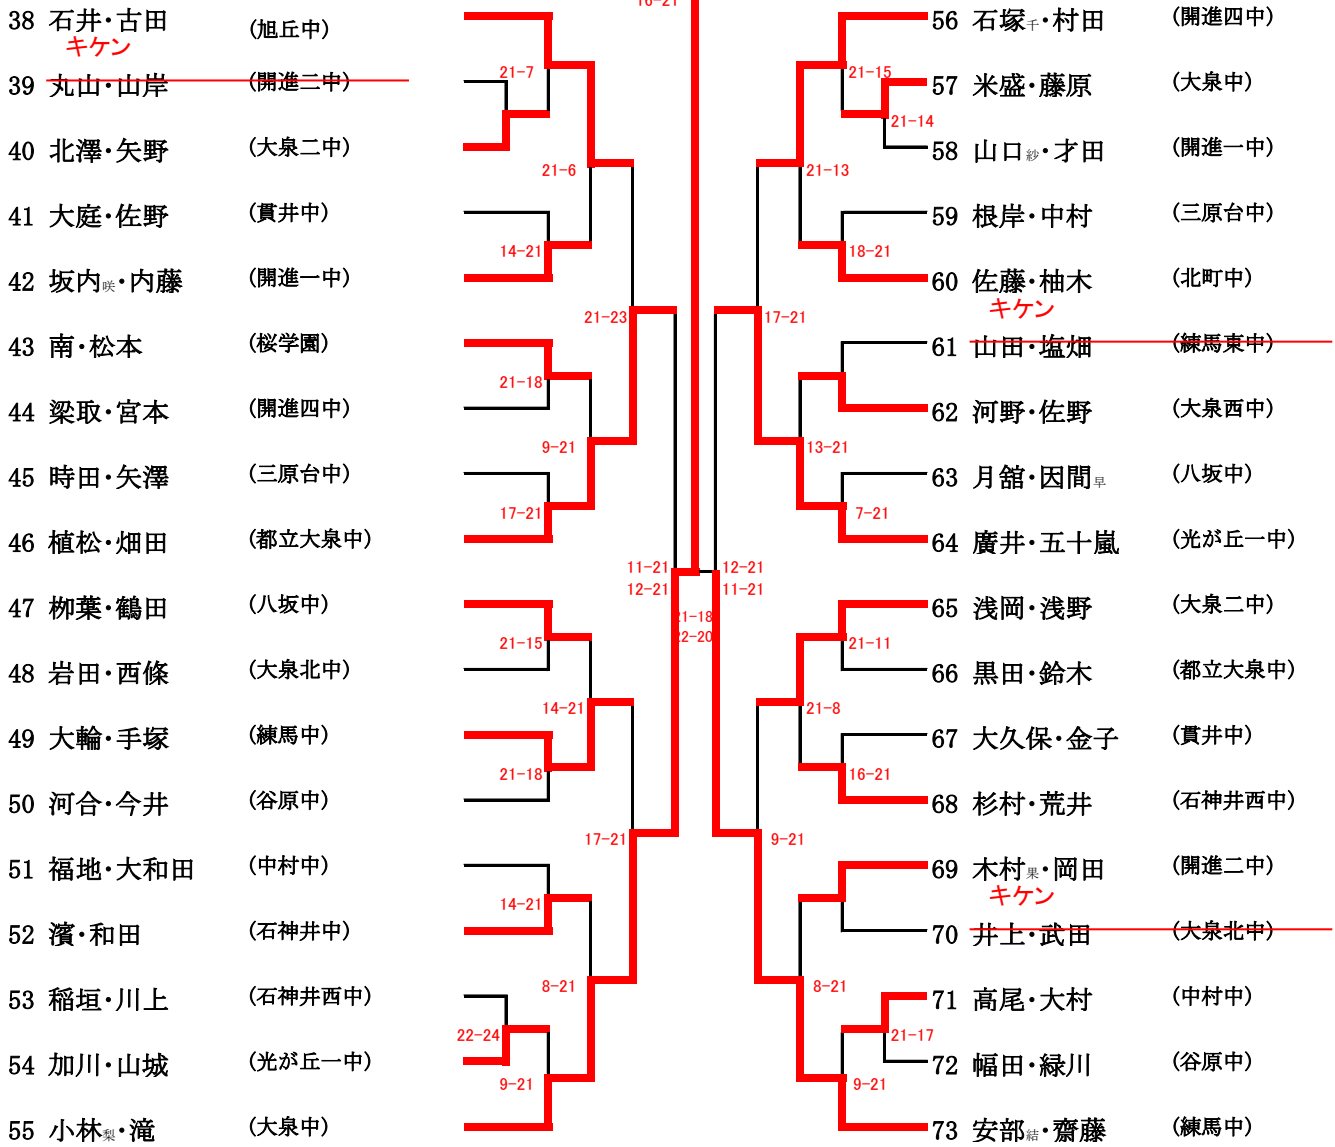 16-21
38 石井・古田 (旭丘中)
キケン
21-7
39 丸山・山岸 (開進二中)
40 北澤・矢野 (大泉二中)
21-6
41 大庭・佐野 (貫井中)
14-21
42 坂内咲・内藤 (開進一中)
21-23
43 南・松本 (桜学園)
21-18
44 梁取・宮本 (開進四中)
9-21
45 時田・矢澤 (三原台中)
17-21
46 植松・畑田 (都立大泉中)
11-21
12-21
47 栁葉・鶴田 (八坂中)
21-15
48 岩田・西條 (大泉北中)
14-21
49 大輪・手塚 (練馬中)
21-18
50 河合・今井 (谷原中)
17-21
51 福地・大和田 (中村中)
14-21
52 濱・和田 (石神井中)
8-21
53 稲垣・川上 (石神井西中)
22-24
54 加川・山城 (光が丘一中)
9-21
55 小林梨・滝 (大泉中)
21-18
22-20
56 石塚千・村田 (開進四中)
21-15
57 米盛・藤原 (大泉中)
21-14
58 山口紗・才田 (開進一中)
21-13
59 根岸・中村 (三原台中)
18-21
60 佐藤・柚木 (北町中)
キケン
17-21
61 山田・塩畑 (練馬東中)
62 河野・佐野 (大泉西中)
13-21
63 月舘・因間早 (八坂中)
7-21
64 廣井・五十嵐 (光が丘一中)
12-21
11-21
65 浅岡・浅野 (大泉二中)
21-11
66 黒田・鈴木 (都立大泉中)
21-8
67 大久保・金子 (貫井中)
16-21
68 杉村・荒井 (石神井西中)
9-21
69 木村果・岡田 (開進二中)
キケン
70 井上・武田 (大泉北中)
8-21
71 高尾・大村 (中村中)
21-17
72 幅田・緑川 (谷原中)
9-21
73 安部結・齋藤 (練馬中)